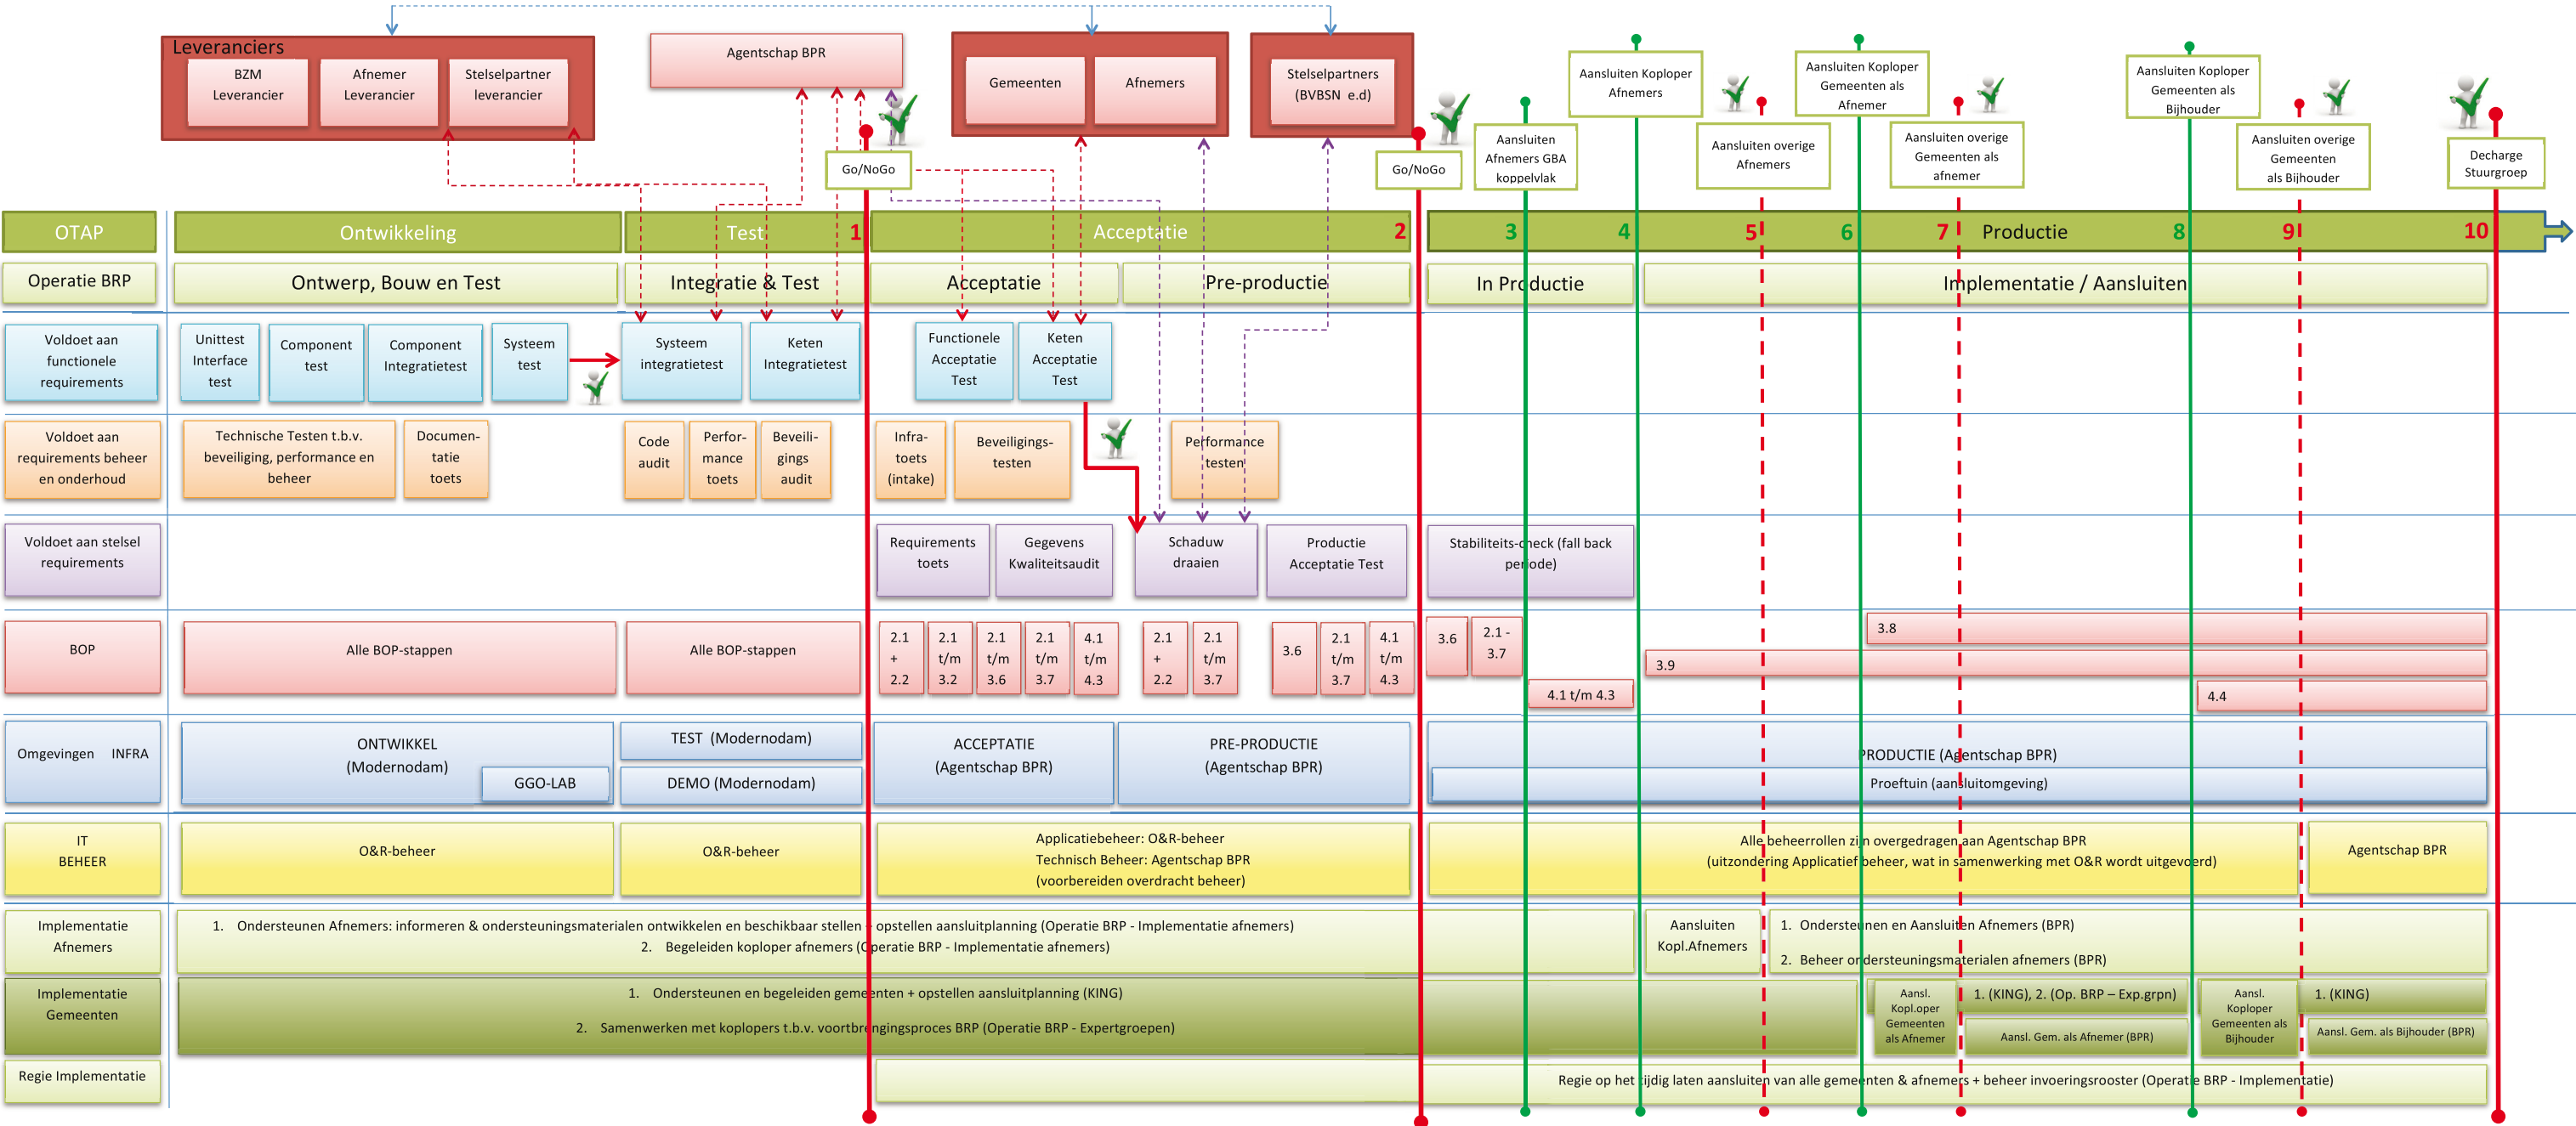 Leveranciers
BZM
Leverancier
Afnemer
Leverancier
Stelselpartner
leverancier
Agentschap BPR
Gemeenten
Afnemers
Stelselpartners
(BVBSN e.d)
Go/NoGo
Go/NoGo
Aansluiten
Afnemers GBA
koppelvlak
Aansluiten Koploper
Afnemers
Aansluiten overige
Afnemers
Aansluiten Koploper
Gemeenten als
Afnemer
Aansluiten overige
Gemeenten als
afnemer
Aansluiten Koploper
Gemeenten als
Bijhouder
Aansluiten overige
Gemeenten
als Bijhouder
Decharge
Stuurgroep
OTAP
Ontwikkeling
Test
1
Acceptatie
2
3
4
5
6
7
Productie
8
9
10
Operatie BRP
Ontwerp, Bouw en Test
Integratie & Test
Acceptatie
Pre-productie
In Productie
Implementatie / Aansluiten
Voldoet aan
functionele
requirements
Unittest
Interface
test
Component
test
Component
Integratietest
Systeem
test
Systeem
integratietest
Keten
Integratietest
Functionele
Acceptatie
Test
Keten
Acceptatie
Test
Voldoet aan
requirements beheer
en onderhoud
Technische Testen t.b.v.
beveiliging, performance en
beheer
Documen-
tatie
toets
Code
audit
Perfor-
mance
toets
Beveili-
gings
audit
Infra-
toets
(intake)
Beveiligings-
testen
Performance
testen
Voldoet aan stelsel
requirements
Requirements
toets
Gegevens
Kwaliteitsaudit
Schaduw
draaien
Productie
Acceptatie Test
Stabiliteits-check (fall back
periode)
BOP
Alle BOP-stappen
Alle BOP-stappen
2.1
+
2.2
2.1
t/m
3.2
2.1
t/m
3.6
2.1
t/m
3.7
4.1
t/m
4.3
2.1
+
2.2
2.1
t/m
3.7
3.6
2.1
t/m
3.7
4.1
t/m
4.3
3.6
2.1 -
3.7
4.1 t/m 4.3
3.8
3.9
4.4
Omgevingen INFRA
ONTWIKKEL
(Modernodam)
GGO-LAB
TEST (Modernodam)
DEMO (Modernodam)
ACCEPTATIE
(Agentschap BPR)
PRE-PRODUCTIE
(Agentschap BPR)
PRODUCTIE (Agentschap BPR)
Proeftuin (aansluitomgeving)
IT
BEHEER
O&R-beheer
O&R-beheer
Applicatiebeheer: O&R-beheer
Technisch Beheer: Agentschap BPR
(voorbereiden overdracht beheer)
Alle beheerrollen zijn overgedragen aan Agentschap BPR
(uitzondering Applicatief beheer, wat in samenwerking met O&R wordt uitgevoerd)
Agentschap BPR
Implementatie
Afnemers
1. Ondersteunen Afnemers: informeren & ondersteuningsmaterialen ontwikkelen en beschikbaar stellen + opstellen aansluitplanning (Operatie BRP - Implementatie afnemers)
2. Begeleiden koploper afnemers (Operatie BRP - Implementatie afnemers)
Aansluiten
Kopl.Afnemers
1. Ondersteunen en Aansluiten Afnemers (BPR)
2. Beheer ondersteuningsmaterialen afnemers (BPR)
Implementatie
Gemeenten
1. Ondersteunen en begeleiden gemeenten + opstellen aansluitplanning (KING)
2. Samenwerken met koplopers t.b.v. voortbrengingsproces BRP (Operatie BRP - Expertgroepen)
Aansl.
Kopl.oper
Gemeenten
als Afnemer
1. (KING), 2. (Op. BRP – Exp.grpn)
Aansl. Gem. als Afnemer (BPR)
Aansl.
Koploper
Gemeenten als
Bijhouder
1. (KING)
Aansl. Gem. als Bijhouder (BPR)
Regie Implementatie
Regie op het tijdig laten aansluiten van alle gemeenten & afnemers + beheer invoeringsrooster (Operatie BRP - Implementatie)